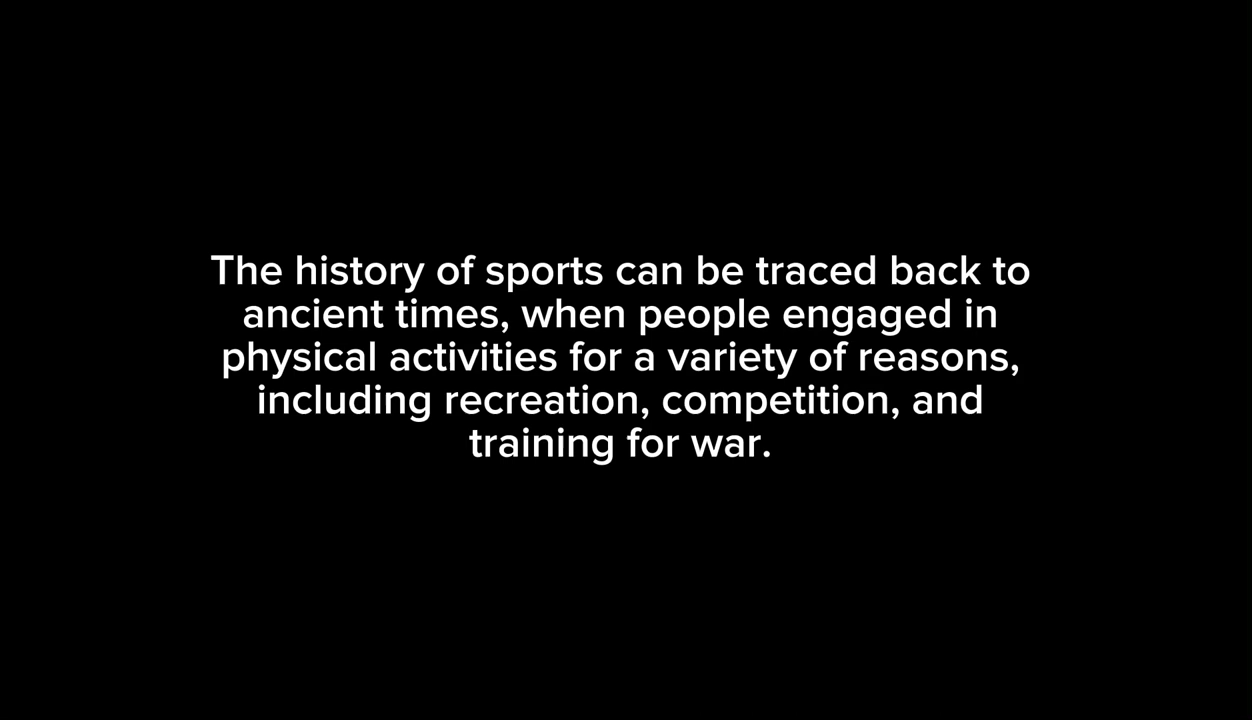 The history of sports can be traced back to
ancient times, when people engaged in
physical activities for a variety of reasons,
including recreation, competition, and
training for war.